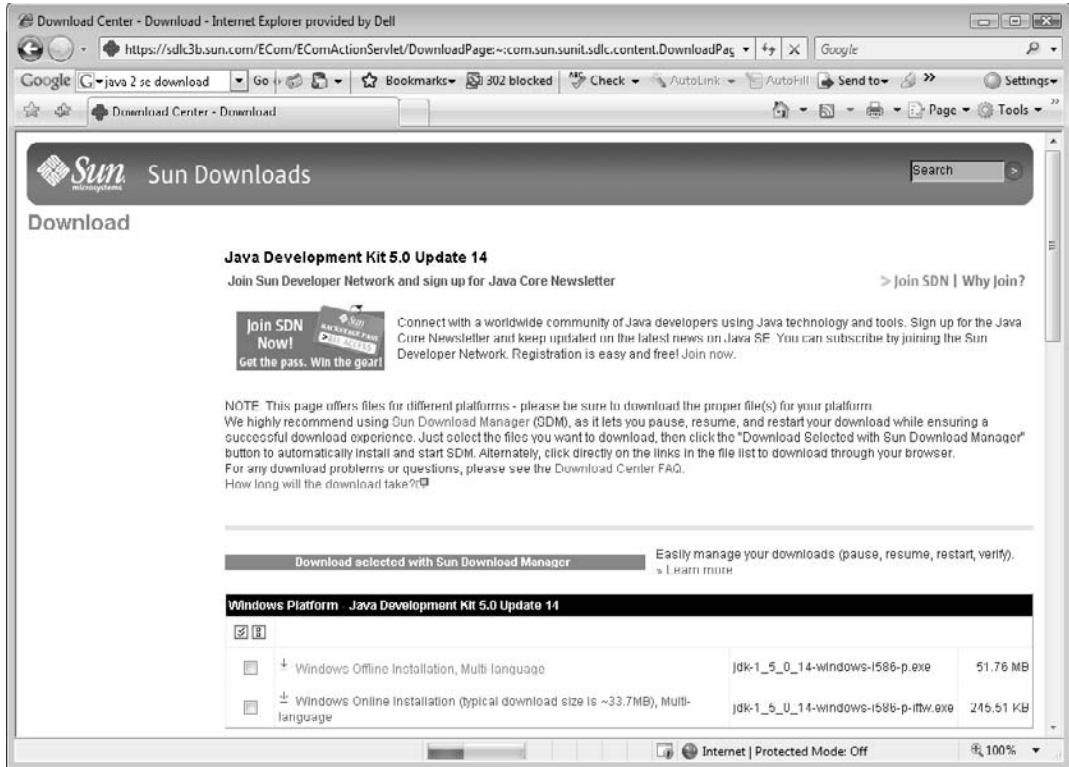 Download Center - Download - Internet Explorer provided by Dell
https://sdlc3b.sun.com/ECom/EComActionServlet/DownloadPage:~:com.sun.sunit.sdlc.content.DownloadPag
Google
Google java 2 se download Go Bookmarks 302 blocked Check AutoLink AutoFill Send to Settings
Download Center - Download Page Tools
Sun microsystems Sun Downloads Search
Download
Java Development Kit 5.0 Update 14
Join Sun Developer Network and sign up for Java Core Newsletter > Join SDN | Why Join?
Join SDN Now! Sun BACKSTAGE PASS ALL ACCESS
Get the pass. Win the gear!
Connect with a worldwide community of Java developers using Java technology and tools. Sign up for the Java
Core Newsletter and keep updated on the latest news on Java SE. You can subscribe by joining the Sun
Developer Network. Registration is easy and free! Join now.
NOTE: This page offers files for different platforms - please be sure to download the proper file(s) for your platform.
We highly recommend using Sun Download Manager (SDM), as it lets you pause, resume, and restart your download while ensuring a
successful download experience. Just select the files you want to download, then click the "Download Selected with Sun Download Manager"
button to automatically install and start SDM. Alternately, click directly on the links in the file list to download through your browser.
For any download problems or questions, please see the Download Center FAQ.
How long will the download take?
Download selected with Sun Download Manager
Easily manage your downloads (pause, resume, restart, verify).
» Learn more
Windows Platform - Java Development Kit 5.0 Update 14
Windows Offline Installation, Multi-language jdk-1_5_0_14-windows-i586-p.exe 51.76 MB
Windows Online Installation (typical download size is ~33.7MB), Multi-
language jdk-1_5_0_14-windows-i586-p-iftw.exe 245.51 KB
Internet | Protected Mode: Off 100%